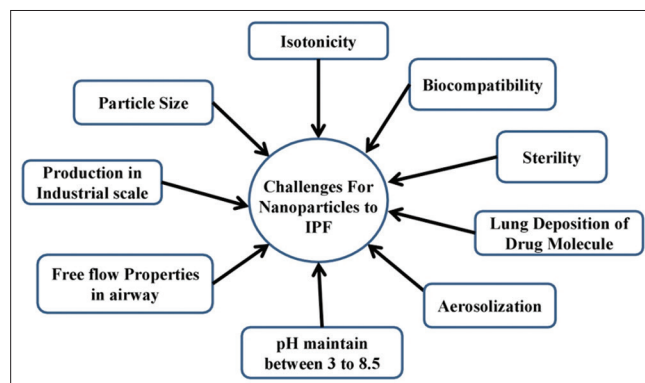 Isotonicity
Biocompatibility
Particle Size
Sterility
Production in
Industrial scale
Challenges For
Nanoparticles to
IPF
Lung Deposition of
Drug Molecule
Free flow Properties
in airway
Aerosolization
pH maintain
between 3 to 8.5